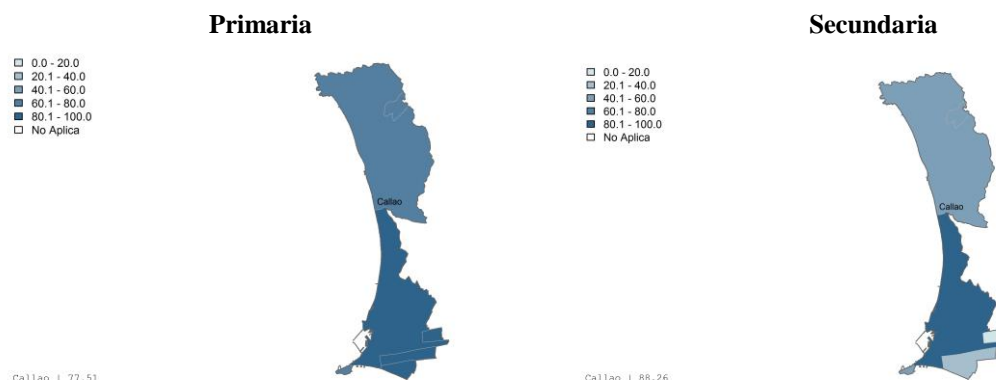 Primaria
0.0 - 20.0
20.1 - 40.0
40.1 - 60.0
60.1 - 80.0
80.1 - 100.0
No Aplica
Callao
Callao | 77.51
Secundaria
0.0 - 20.0
20.1 - 40.0
40.1 - 60.0
60.1 - 80.0
80.1 - 100.0
No Aplica
Callao
Callao | 88.26